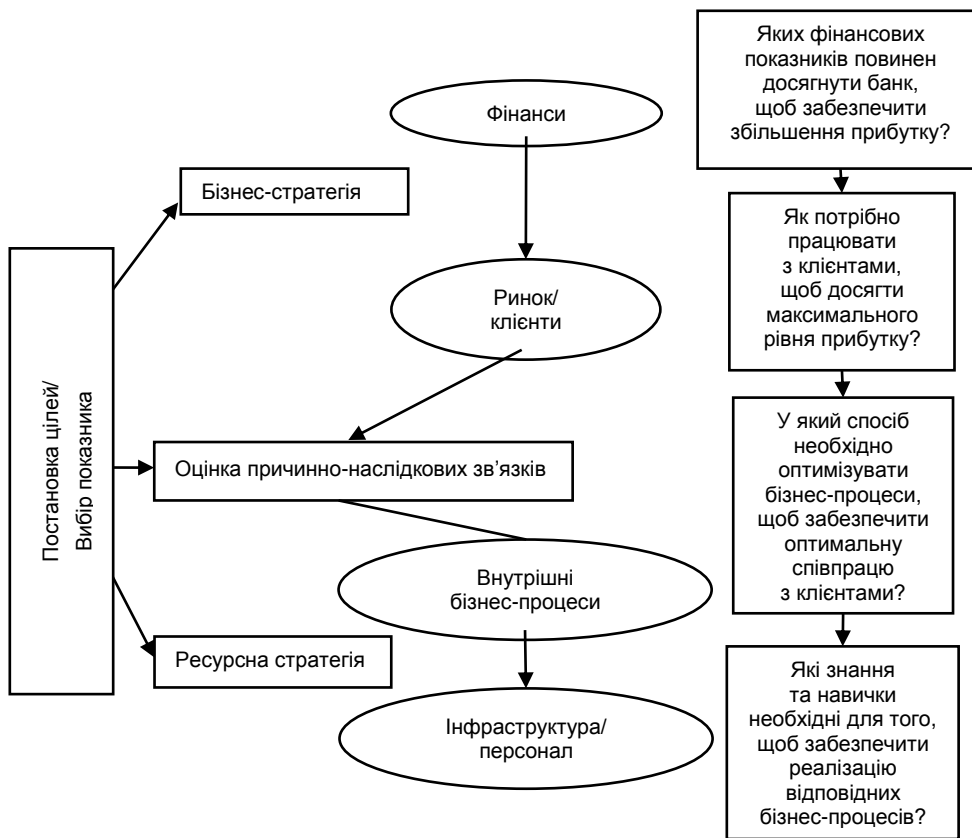 Постановка цілей/
Вибір показника
Бізнес-стратегія
Оцінка причинно-наслідкових зв’язків
Ресурсна стратегія
Фінанси
Ринок/
клієнти
Внутрішні
бізнес-процеси
Інфраструктура/
персонал
Яких фінансових
показників повинен
досягнути банк,
щоб забезпечити
збільшення прибутку?
Як потрібно
працювати
з клієнтами,
щоб досягти
максимального
рівня прибутку?
У який спосіб
необхідно
оптимізувати
бізнес-процеси,
щоб забезпечити
оптимальну
співпрацю
з клієнтами?
Які знання
та навички
необхідні для того,
щоб забезпечити
реалізацію
відповідних
бізнес-процесів?